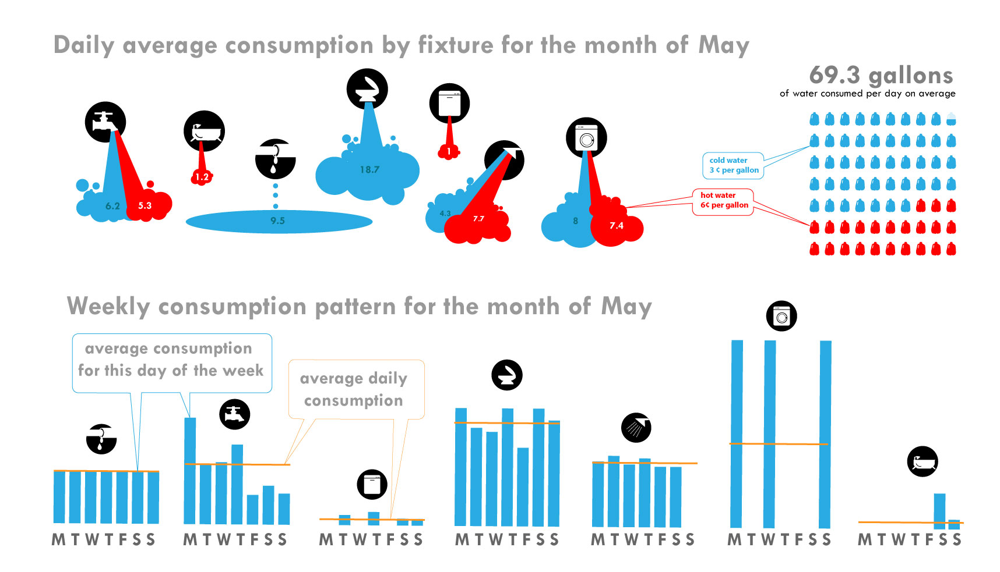 Daily average consumption by fixture for the month of May
69.3 gallons
of water consumed per day on average
6.2
5.3
1.2
9.5
18.7
1
4.3
7.7
8
7.4
cold water
3 ¢ per gallon
hot water
6¢ per gallon
Weekly consumption pattern for the month of May
average consumption
for this day of the week
average daily
consumption
M T W T F S S
M T W T F S S
M T W T F S S
M T W T F S S
M T W T F S S
M T W T F S S
M T W T F S S